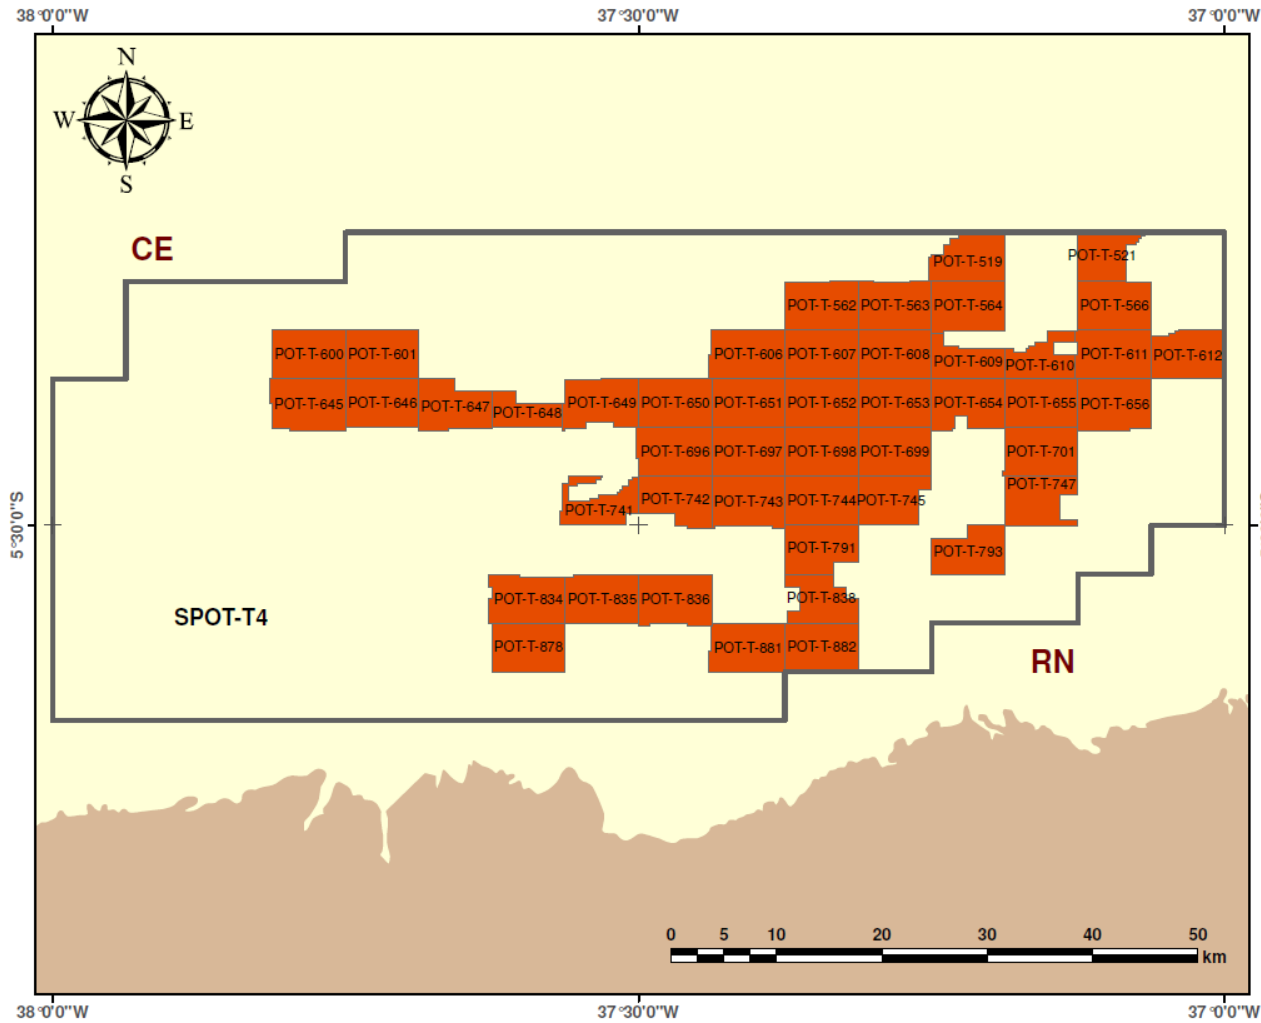 38°0'0"W 37°30'0"W 37°0'0"W
N
W E
S
CE
POT-T-519 POT-T-521
POT-T-562 POT-T-563 POT-T-564 POT-T-566
POT-T-600 POT-T-601 POT-T-606 POT-T-607 POT-T-608 POT-T-609 POT-T-610 POT-T-611 POT-T-612
POT-T-645 POT-T-646 POT-T-647 POT-T-648 POT-T-649 POT-T-650 POT-T-651 POT-T-652 POT-T-653 POT-T-654 POT-T-655 POT-T-656
POT-T-696 POT-T-697 POT-T-698 POT-T-699 POT-T-701
POT-T-741 POT-T-742 POT-T-743 POT-T-744 POT-T-745 POT-T-747
5°30'0"S
POT-T-791 POT-T-793
POT-T-834 POT-T-835 POT-T-836 POT-T-838
SPOT-T4
POT-T-878 POT-T-881 POT-T-882
RN
0 5 10 20 30 40 50
km
38°0'0"W 37°30'0"W 37°0'0"W